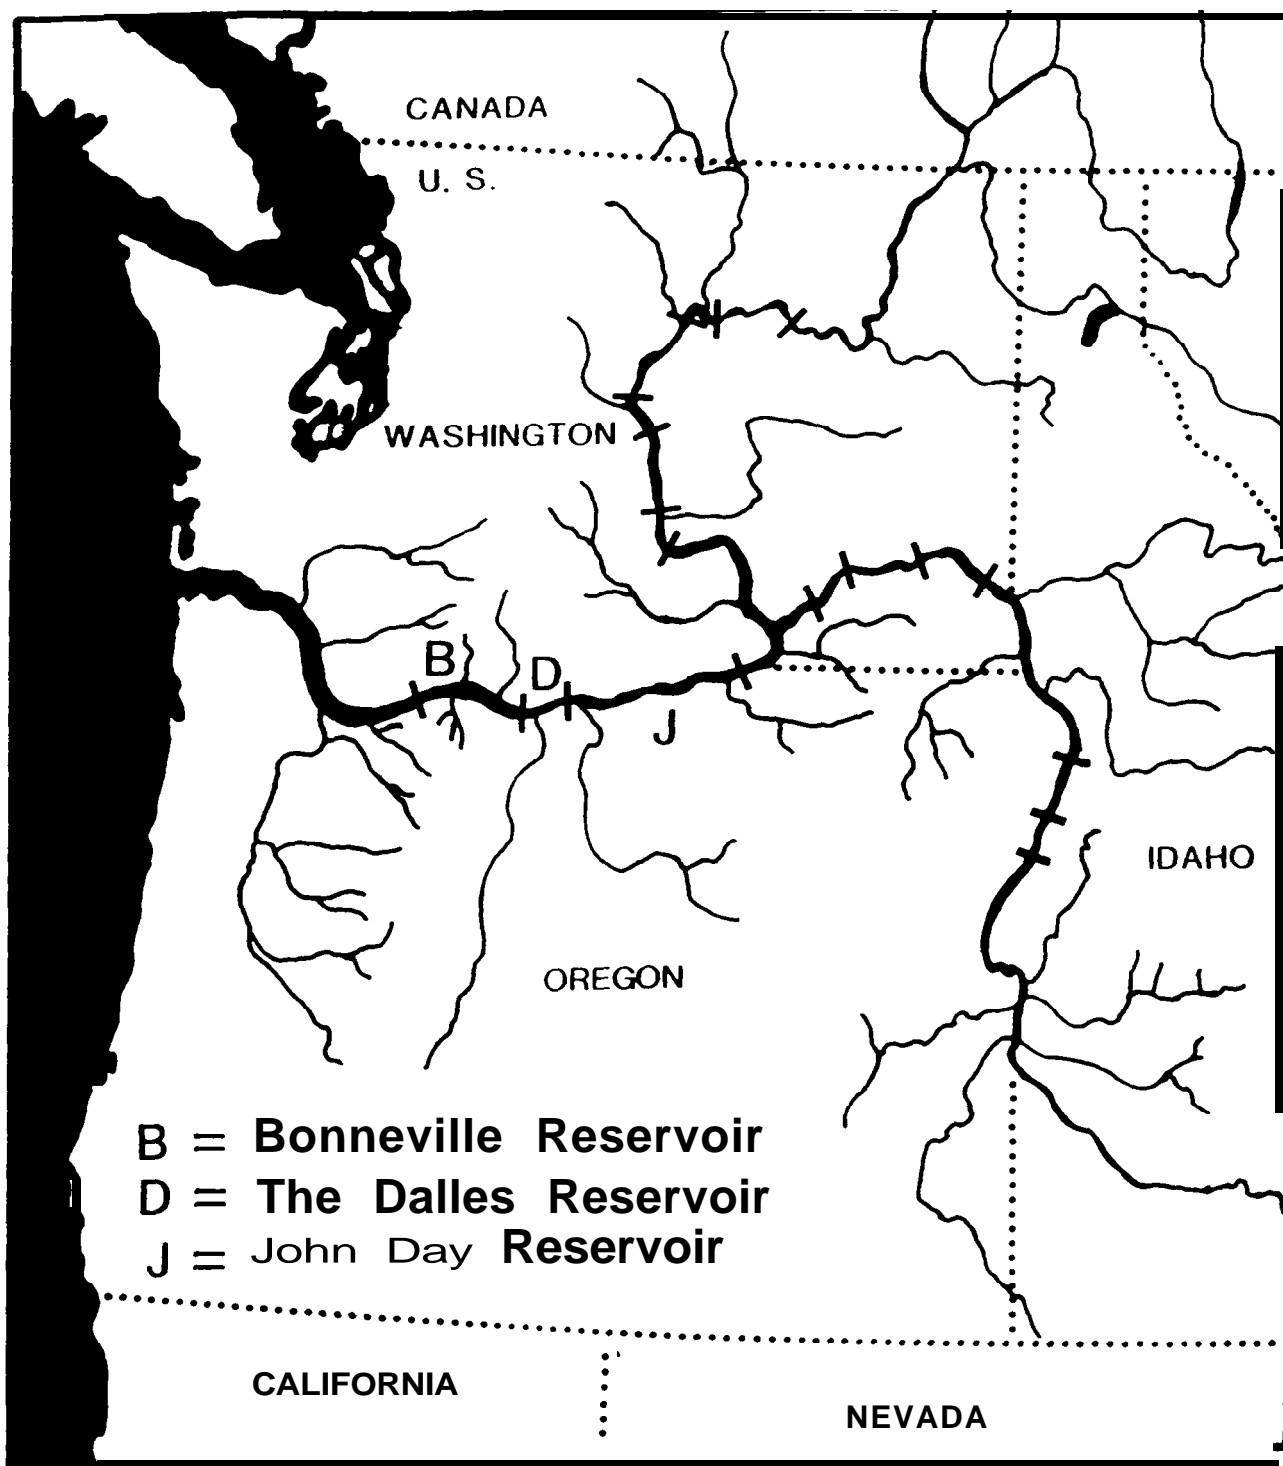 CANADA
U. S.
WASHINGTON
B
D
J
IDAHO
OREGON
B = Bonneville Reservoir
D = The Dalles Reservoir
J = John Day Reservoir
CALIFORNIA
NEVADA